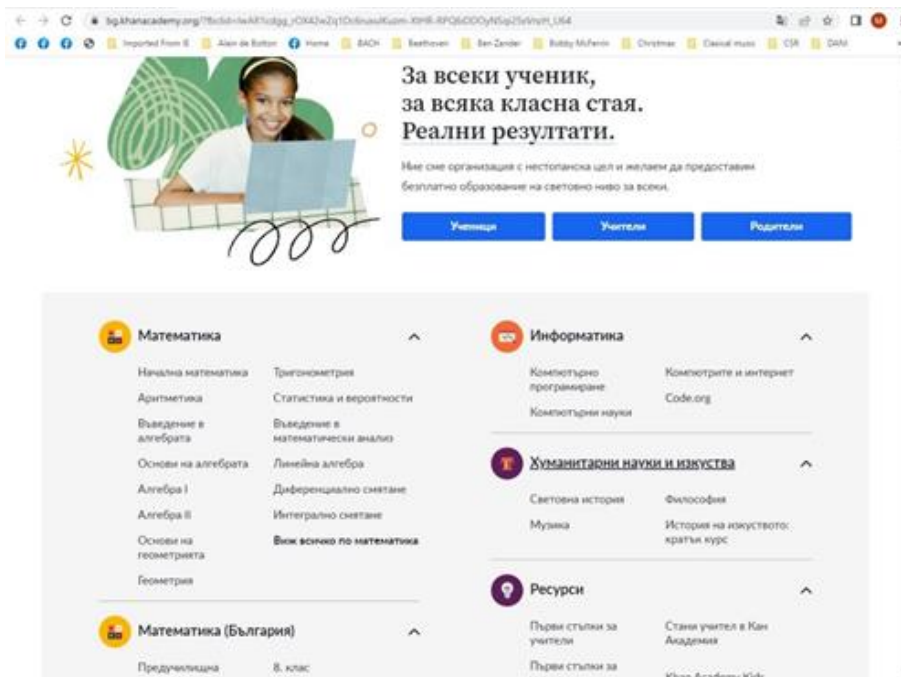 bg.khanacademy.org/
Imported From IE
Alain de Botton
Home
BACH
Beethoven
Ben Zander
Bobby McFerrin
Christmas
Classical music
CSR
DANI
За всеки ученик,
за всяка класна стая.
Реални резултати.
Ние сме организация с нестопанска цел и желаем да предоставим
безплатно образование на световно ниво за всеки.
Ученици
Учители
Родители
Математика
Начална математика
Аритметика
Въведение в
алгебрата
Основи на алгебрата
Алгебра I
Алгебра II
Основи на
геометрията
Геометрия
Тригонометрия
Статистика и вероятности
Въведение в
математически анализ
Линейна алгебра
Диференциално смятане
Интегрално смятане
Виж всичко по математика
Математика (България)
Предучилищна
8. клас
Информатика
Компютърно
програмиране
Компютърни науки
Компютрите и интернет
Code.org
Хуманитарни науки и изкуства
Световна история
Музика
Философия
История на изкуството:
кратък курс
Ресурси
Първи стъпки за
учители
Първи стъпки за
Стани учител в Кан
Академия
Khan Academy Kids